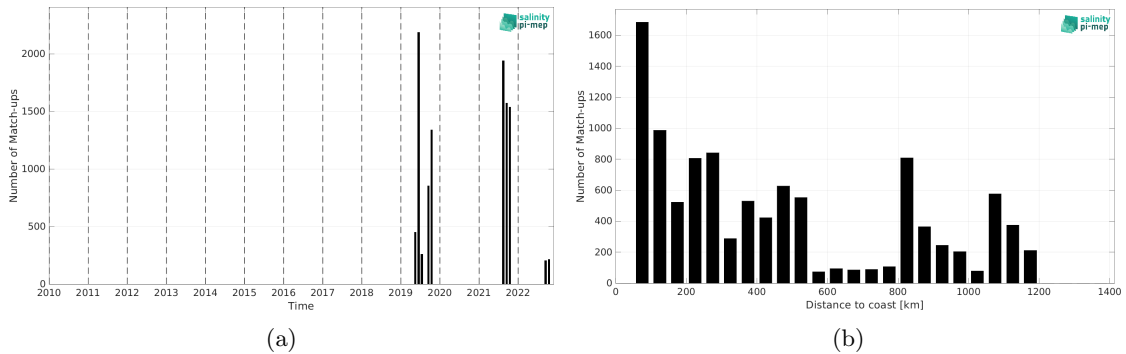 salinity
pi-mep
2000
1500
1000
500
0
2010 2011 2012 2013 2014 2015 2016 2017 2018 2019 2020 2021 2022
Number of Match-ups
Time
(a)
salinity
pi-mep
1600
1400
1200
1000
800
600
400
200
0
0 200 400 600 800 1000 1200 1400
Number of Match-ups
Distance to coast [km]
(b)